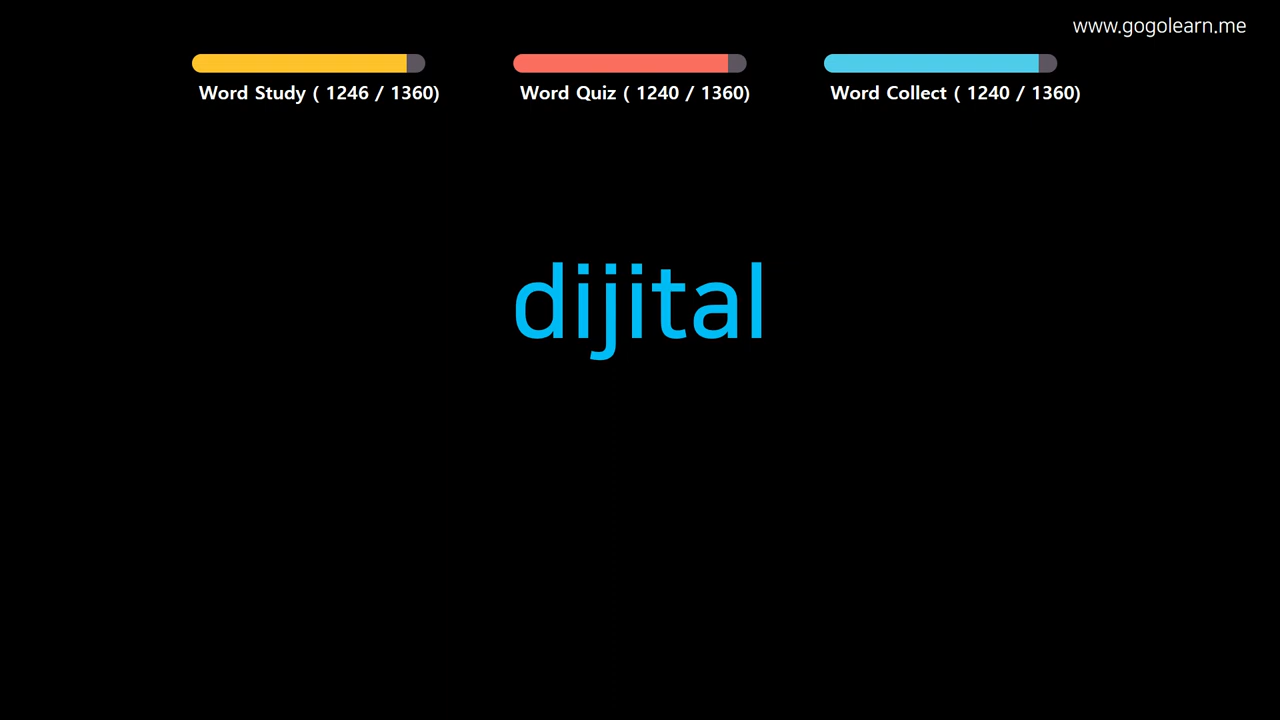 www.gogolearn.me
Word Study ( 1246 / 1360)
Word Quiz ( 1240 / 1360)
Word Collect ( 1240 / 1360)
dijital